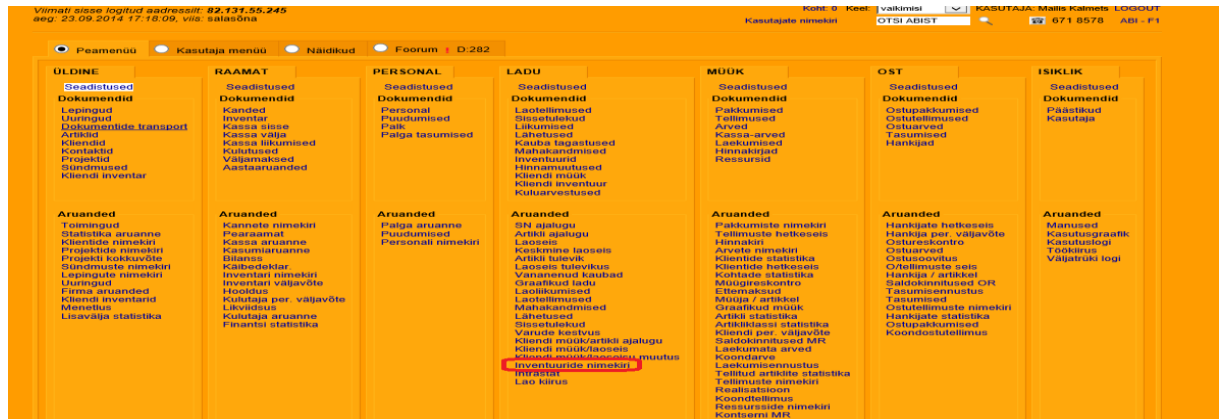 Viimati sisse logitud aadressilt: 82.131.55.245
aeg: 23.09.2014 17:18:09, viis: salasõna
Koht: 0 Keel: vaikimisi KASUTAJA: Mallis Kalmets LOGOUT
Kasutajate nimekiri OTSI ABIST 671 8578 ABI - F1
Peamenüü Kasutaja menüü Näidikud Foorum ! D:282
ÜLDINE
Seadistused
Dokumendid
Lepingud
Uuringud
Dokumentide transport
Artiklid
Kliendid
Kontaktid
Projektid
Sündmused
Kliendi inventar
Aruanded
Toimingud
Statistika aruanne
Klientide nimekiri
Projektide nimekiri
Projekti kokkuvõte
Sündmuste nimekiri
Lepingute nimekiri
Uuringud
Firma aruanded
Kliendi inventarid
Menetlus
Lisavälja statistika
RAAMAT
Seadistused
Dokumendid
Kanded
Inventar
Kassa sisse
Kassa välja
Kassa liikumised
Kulutused
Väljamaksed
Aastaaruanded
Aruanded
Kannete nimekiri
Pearaamat
Kassa aruanne
Kasumiaruanne
Bilanss
Käibedeklar.
Inventari nimekiri
Inventari väljavõte
Hooldus
Kulutaja per. väljavõte
Likviidsus
Kulutaja aruanne
Finantsi statistika
PERSONAL
Seadistused
Dokumendid
Personal
Puudumised
Palk
Palga tasumised
Aruanded
Palga aruanne
Puudumised
Personali nimekiri
LADU
Seadistused
Dokumendid
Laotellimused
Sissetulekud
Liikumised
Lähetused
Kauba tagastused
Mahakandmised
Inventuurid
Hinnamuutused
Kliendi müük
Kliendi inventuur
Kuluarvestused
Aruanded
SN ajalugu
Artikli ajalugu
Laoseis
Keskmine laoseis
Artikli tulevik
Laoseis tulevikus
Vananenud kaubad
Graafikud ladu
Laoliikumised
Laotellimused
Mahakandmised
Lähetused
Sissetulekud
Varude kestvus
Kliendi müük/artikli ajalugu
Kliendi müük/laoseis
Kliendi müük/laoseisu muutus
Inventuuride nimekiri
Intrastat
Lao kiirus
MÜÜK
Seadistused
Dokumendid
Pakkumised
Tellimused
Arved
Kassa-arved
Laekumised
Hinnakirjad
Ressursid
Aruanded
Pakkumiste nimekiri
Tellimuste hetkeseis
Hinnakiri
Arvete nimekiri
Klientide statistika
Klientide hetkeseis
Kohtade statistika
Müügireskontro
Ettemaksud
Müüja / artikkel
Graafikud müük
Artikli statistika
Artikliklassi statistika
Kliendi per. väljavõte
Saldokinnitused MR
Laekumata arved
Koondarve
Laekumisennustus
Tellitud artiklite statistika
Tellimuste nimekiri
Realisatsioon
Koondtellimus
Ressursside nimekiri
Kontserni MR
OST
Seadistused
Dokumendid
Ostupakkumised
Ostutellimused
Ostuarved
Tasumised
Hankijad
Aruanded
Hankijate hetkeseis
Hankija per. väljavõte
Ostureskontro
Ostuarved
Ostusoovitus
O/tellimuste seis
Hankija / artikkel
Saldokinnitused OR
Tasumisennustus
Tasumised
Ostutellimuste nimekiri
Hankijate statistika
Ostupakkumised
Koondostutellimus
ISIKLIK
Seadistused
Dokumendid
Päästikud
Kasutaja
Aruanded
Manused
Kasutusgraafik
Kasutuslogi
Töökiirus
Väljatrüki logi